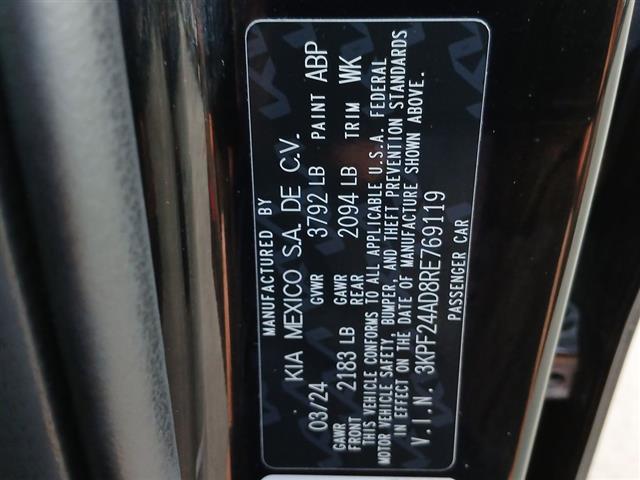 MANUFACTURED BY
KIA MEXICO S.A. DE C.V.
03/24 GVWR 3792 LB PAINT ABP
GAWR FRONT 2183 LB GAWR REAR 2094 LB TRIM WK
THIS VEHICLE CONFORMS TO ALL APPLICABLE U.S.A. FEDERAL
MOTOR VEHICLE SAFETY, BUMPER, AND THEFT PREVENTION STANDARDS
IN EFFECT ON THE DATE OF MANUFACTURE SHOWN ABOVE.
V.I.N. 3KPF24AD8RE769119
PASSENGER CAR